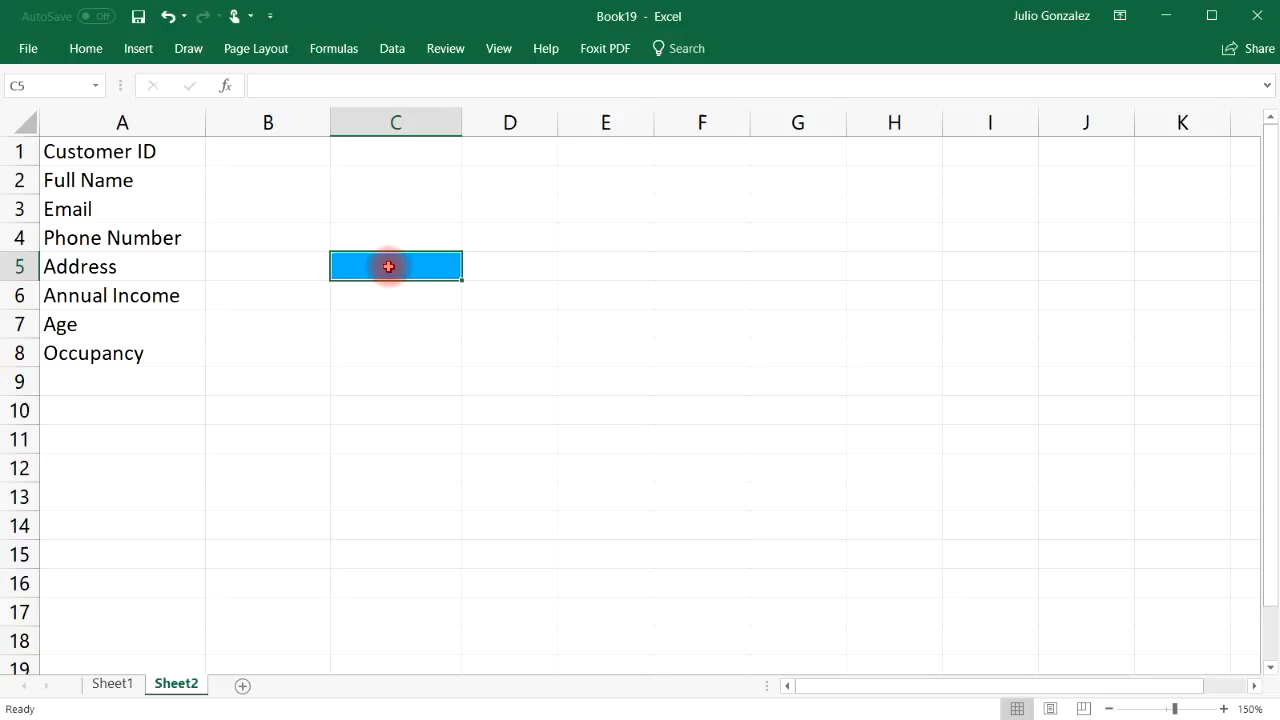 AutoSave Off Book19 - Excel Julio Gonzalez
File Home Insert Draw Page Layout Formulas Data Review View Help Foxit PDF Search Share
C5 fx
A B C D E F G H I J K
1 Customer ID
2 Full Name
3 Email
4 Phone Number
5 Address
6 Annual Income
7 Age
8 Occupancy
9
10
11
12
13
14
15
16
17
18
19
Sheet1 Sheet2
Ready 150%